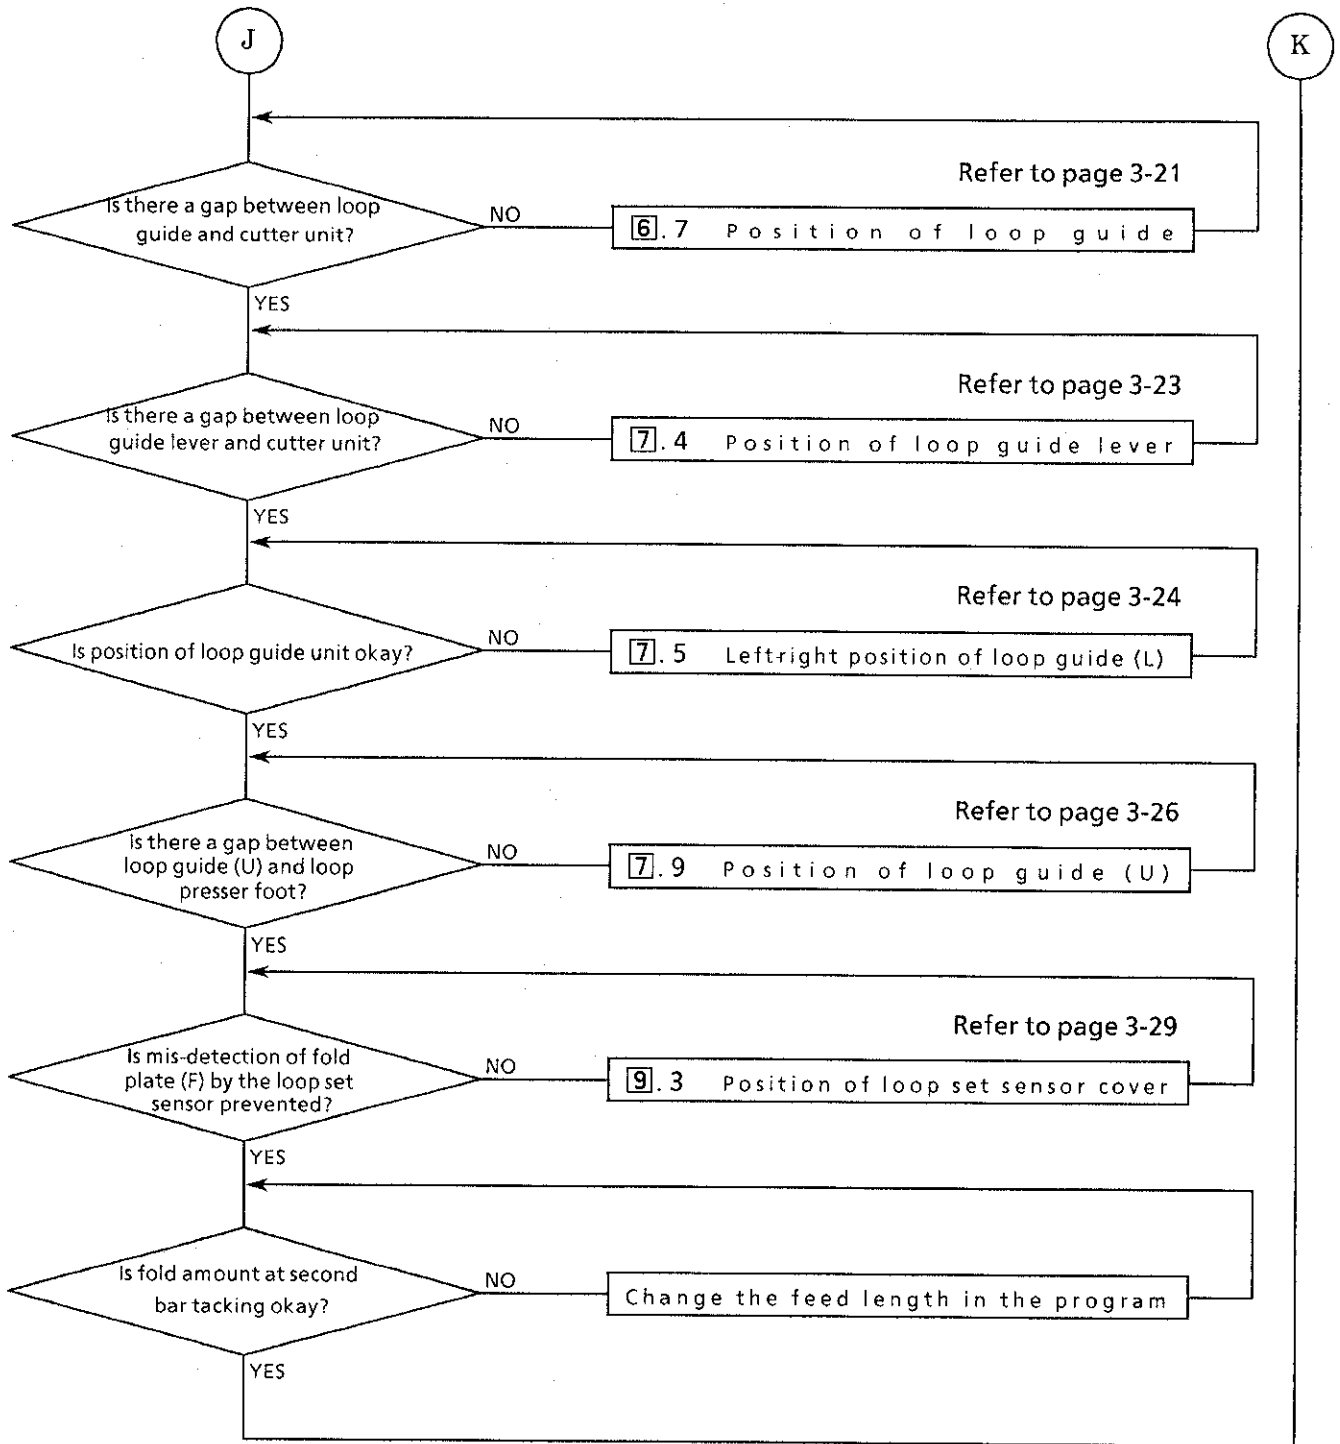 J
K
Is there a gap between loop
guide and cutter unit?
NO
Refer to page 3-21
6.7 Position of loop guide
YES
Is there a gap between loop
guide lever and cutter unit?
NO
Refer to page 3-23
7.4 Position of loop guide lever
YES
Is position of loop guide unit okay?
NO
Refer to page 3-24
7.5 Left-right position of loop guide (L)
YES
Is there a gap between
loop guide (U) and loop
presser foot?
NO
Refer to page 3-26
7.9 Position of loop guide (U)
YES
Is mis-detection of fold
plate (F) by the loop set
sensor prevented?
NO
Refer to page 3-29
9.3 Position of loop set sensor cover
YES
Is fold amount at second
bar tacking okay?
NO
Change the feed length in the program
YES